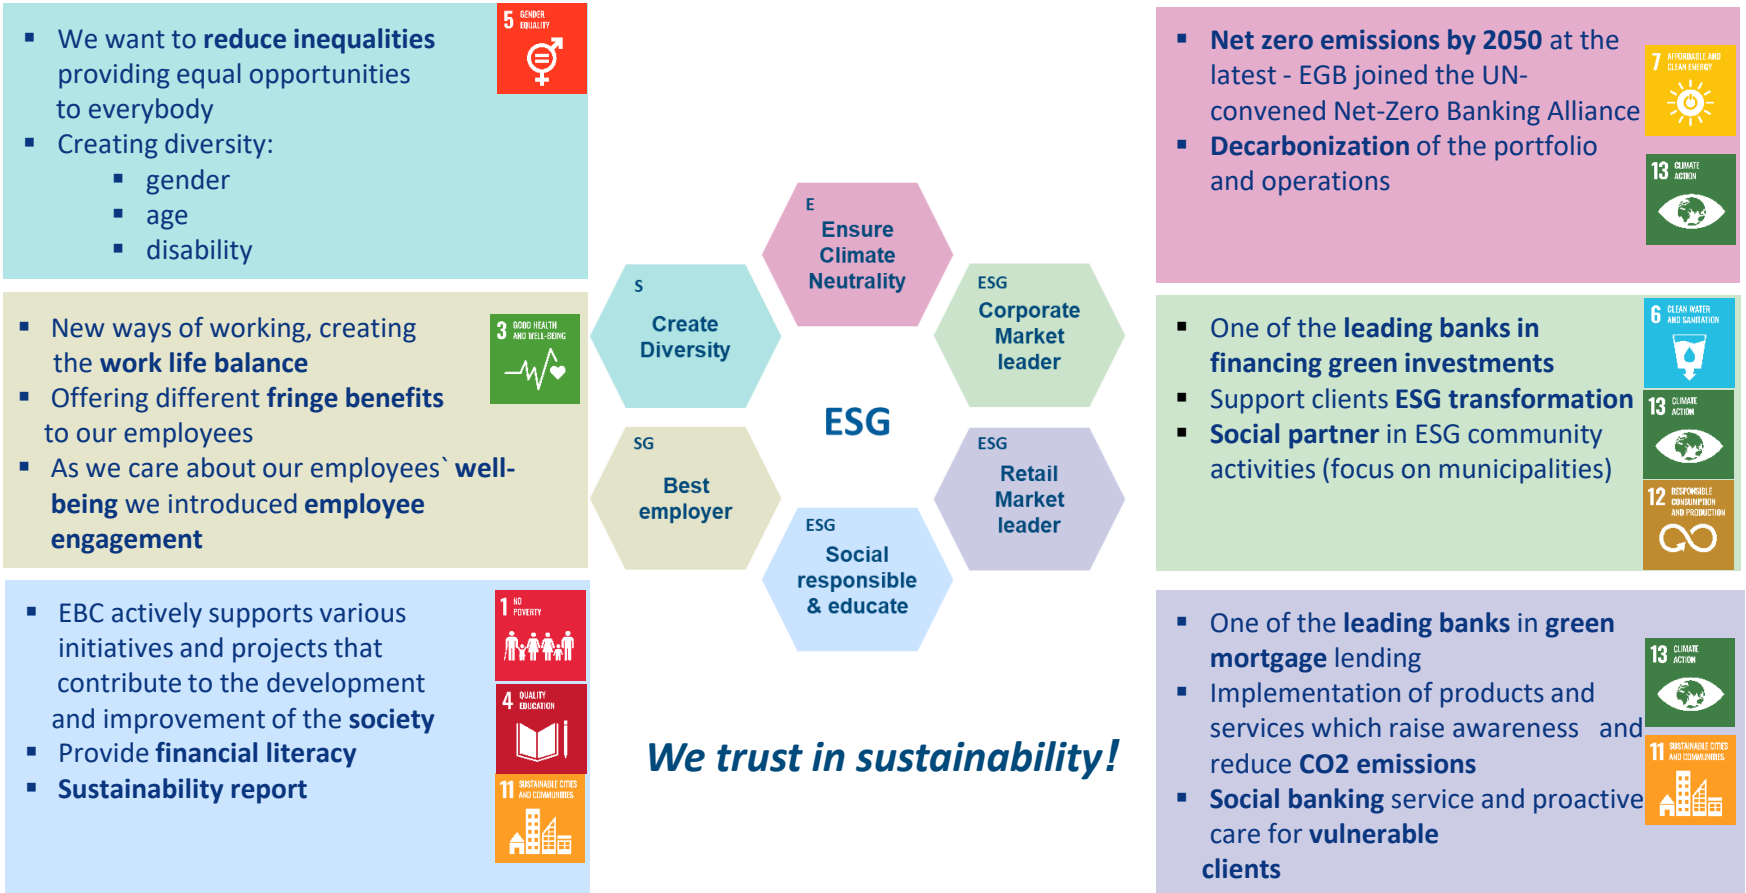 ▪ We want to reduce inequalities
providing equal opportunities
to everybody
▪ Creating diversity:
▪ gender
▪ age
▪ disability
5 GENDER
EQUALITY
▪ New ways of working, creating
the work life balance
▪ Offering different fringe benefits
to our employees
▪ As we care about our employees` well-
being we introduced employee
engagement
3 GOOD HEALTH
AND WELL-BEING
▪ EBC actively supports various
initiatives and projects that
contribute to the development
and improvement of the society
▪ Provide financial literacy
▪ Sustainability report
1 NO
POVERTY
4 QUALITY
EDUCATION
11 SUSTAINABLE CITIES
AND COMMUNITIES
E
Ensure
Climate
Neutrality
S
Create
Diversity
ESG
Corporate
Market
leader
ESG
SG
Best
employer
ESG
Retail
Market
leader
ESG
Social
responsible
& educate
We trust in sustainability!
▪ Net zero emissions by 2050 at the
latest - EGB joined the UN-
convened Net-Zero Banking Alliance
▪ Decarbonization of the portfolio
and operations
7 AFFORDABLE AND
CLEAN ENERGY
13 CLIMATE
ACTION
▪ One of the leading banks in
financing green investments
▪ Support clients ESG transformation
▪ Social partner in ESG community
activities (focus on municipalities)
6 CLEAN WATER
AND SANITATION
13 CLIMATE
ACTION
12 RESPONSIBLE
CONSUMPTION
AND PRODUCTION
▪ One of the leading banks in green
mortgage lending
▪ Implementation of products and
services which raise awareness and
reduce CO2 emissions
▪ Social banking service and proactive
care for vulnerable
clients
13 CLIMATE
ACTION
11 SUSTAINABLE CITIES
AND COMMUNITIES